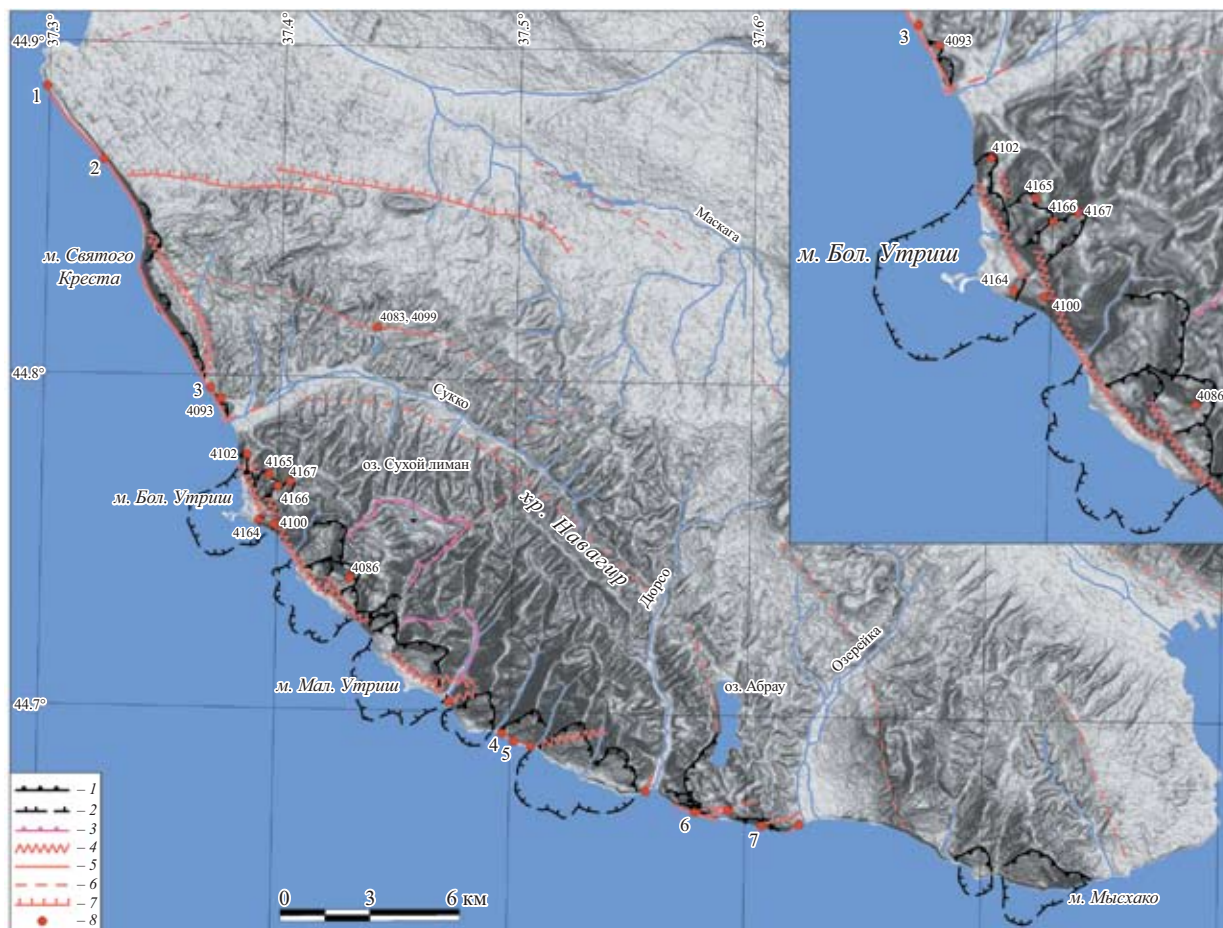 44.9°
37.3°
37.4°
37.5°
37.6°
1
2
Маскага
м. Святого
Креста
4083, 4099
44.8°
3
4093
Сукко
4102
4165
4167
оз. Сухой лиман
4166
м. Бол. Утриш
4164
4100
хр. Навагир
4086
Дюрсо
Озерейка
м. Мал. Утриш
оз. Абрау
44.7°
4
5
6
7
м. Мысхако
3
4093
4102
4165
4166
4167
м. Бол. Утриш
4164
4100
4086
– 1
– 2
– 3
– 4
– 5
– 6
– 7
– 8
0 3 6 км